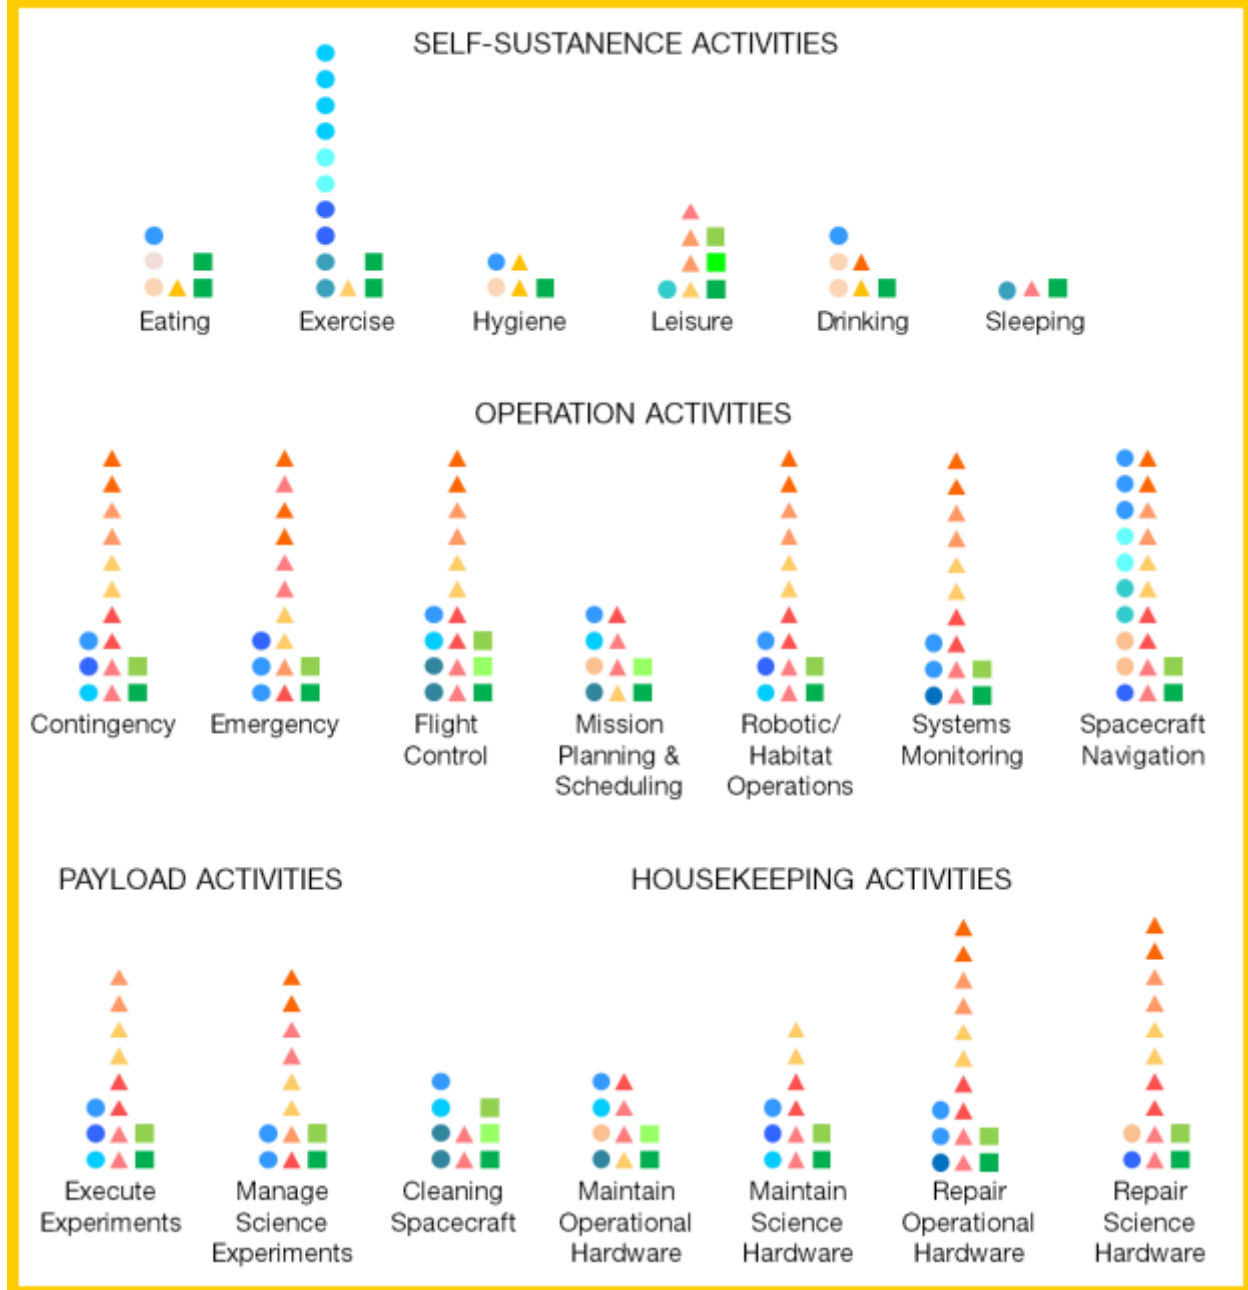 SELF-SUSTANENCE ACTIVITIES
Eating
Exercise
Hygiene
Leisure
Drinking
Sleeping
OPERATION ACTIVITIES
Contingency
Emergency
Flight
Control
Mission
Planning &
Scheduling
Robotic/
Habitat
Operations
Systems
Monitoring
Spacecraft
Navigation
PAYLOAD ACTIVITIES
Execute
Experiments
Manage
Science
Experiments
HOUSEKEEPING ACTIVITIES
Cleaning
Spacecraft
Maintain
Operational
Hardware
Maintain
Science
Hardware
Repair
Operational
Hardware
Repair
Science
Hardware